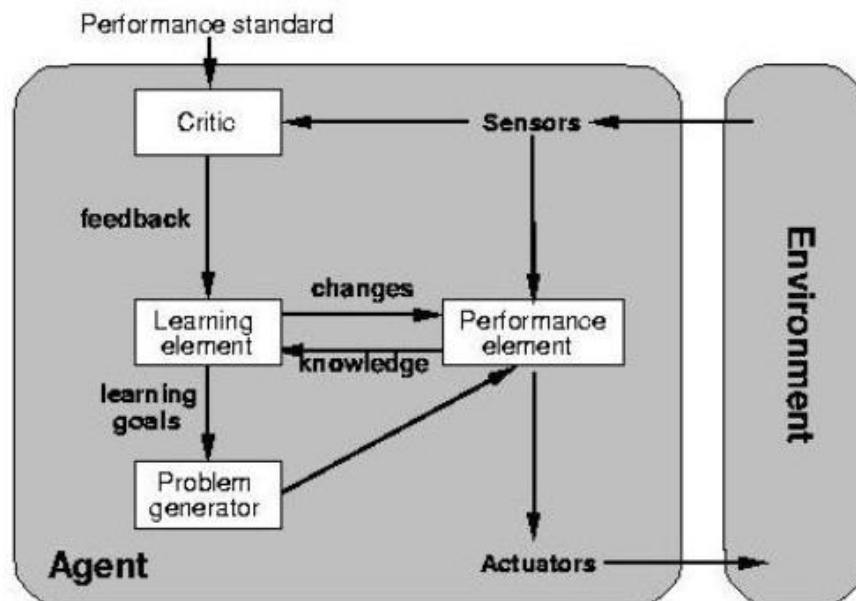 Performance standard
Critic
Sensors
feedback
changes
Learning
element
Performance
element
knowledge
learning
goals
Problem
generator
Agent
Actuators
Environment